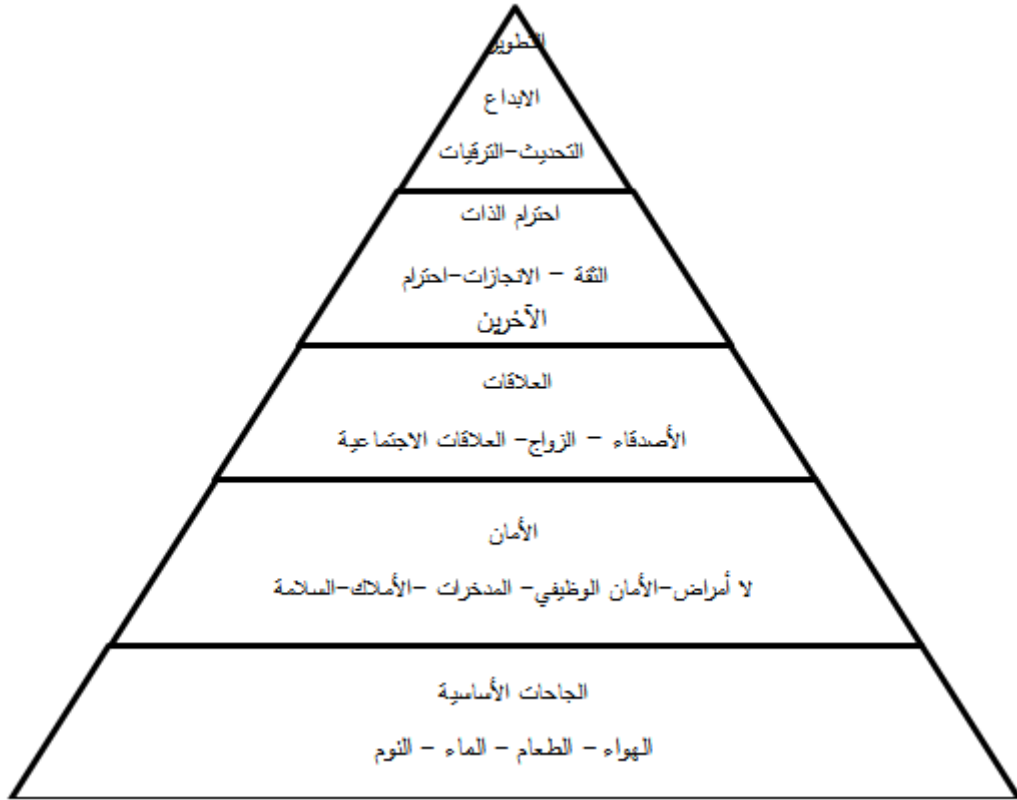 التطوير
الابداع
التحديث-الترقيات
احترام الذات
الثقة – الانجازات-احترام
الآخرين
العلاقات
الأصدقاء – الزواج- العلاقات الاجتماعية
الأمان
لا أمراض-الأمان الوظيفي- المدخرات -الأملاك-السلامة
الجاحات الأساسية
الهواء – الطعام – الماء – النوم